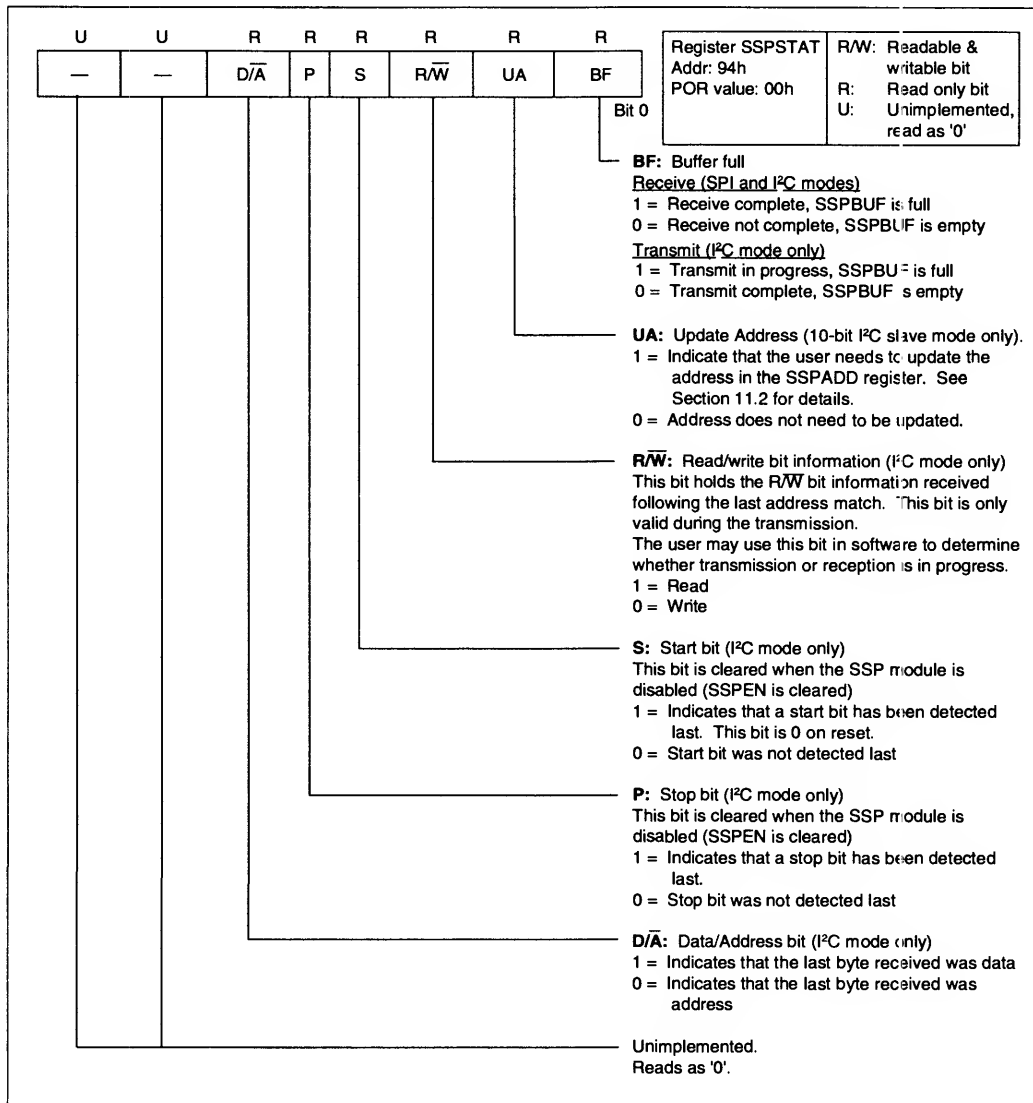 U U R R R R R R
— — D/A̅ P S R/W̅ UA BF
Bit 0
Register SSPSTAT
Addr: 94h
POR value: 00h
R/W: Readable &
writable bit
R: Read only bit
U: Unimplemented,
read as '0'
BF: Buffer full
Receive (SPI and I²C modes)
1 = Receive complete, SSPBUF is full
0 = Receive not complete, SSPBUF is empty
Transmit (I²C mode only)
1 = Transmit in progress, SSPBUF is full
0 = Transmit complete, SSPBUF is empty
UA: Update Address (10-bit I²C slave mode only).
1 = Indicate that the user needs to update the
address in the SSPADD register. See
Section 11.2 for details.
0 = Address does not need to be updated.
R/W̅: Read/write bit information (I²C mode only)
This bit holds the R/W̅ bit information received
following the last address match. This bit is only
valid during the transmission.
The user may use this bit in software to determine
whether transmission or reception is in progress.
1 = Read
0 = Write
S: Start bit (I²C mode only)
This bit is cleared when the SSP module is
disabled (SSPEN is cleared)
1 = Indicates that a start bit has been detected
last. This bit is 0 on reset.
0 = Start bit was not detected last
P: Stop bit (I²C mode only)
This bit is cleared when the SSP module is
disabled (SSPEN is cleared)
1 = Indicates that a stop bit has been detected
last.
0 = Stop bit was not detected last
D/A̅: Data/Address bit (I²C mode only)
1 = Indicates that the last byte received was data
0 = Indicates that the last byte received was
address
Unimplemented.
Reads as '0'.